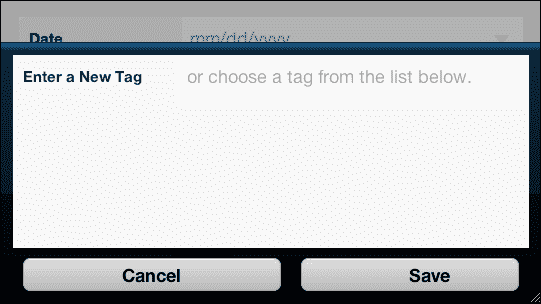 Date mm/dd/yyyy
Enter a New Tag or choose a tag from the list below.
Cancel Save